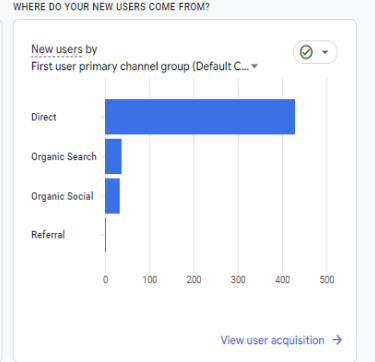 WHERE DO YOUR NEW USERS COME FROM?
New users by
First user primary channel group (Default C...
Direct
Organic Search
Organic Social
Referral
0 100 200 300 400 500
View user acquisition